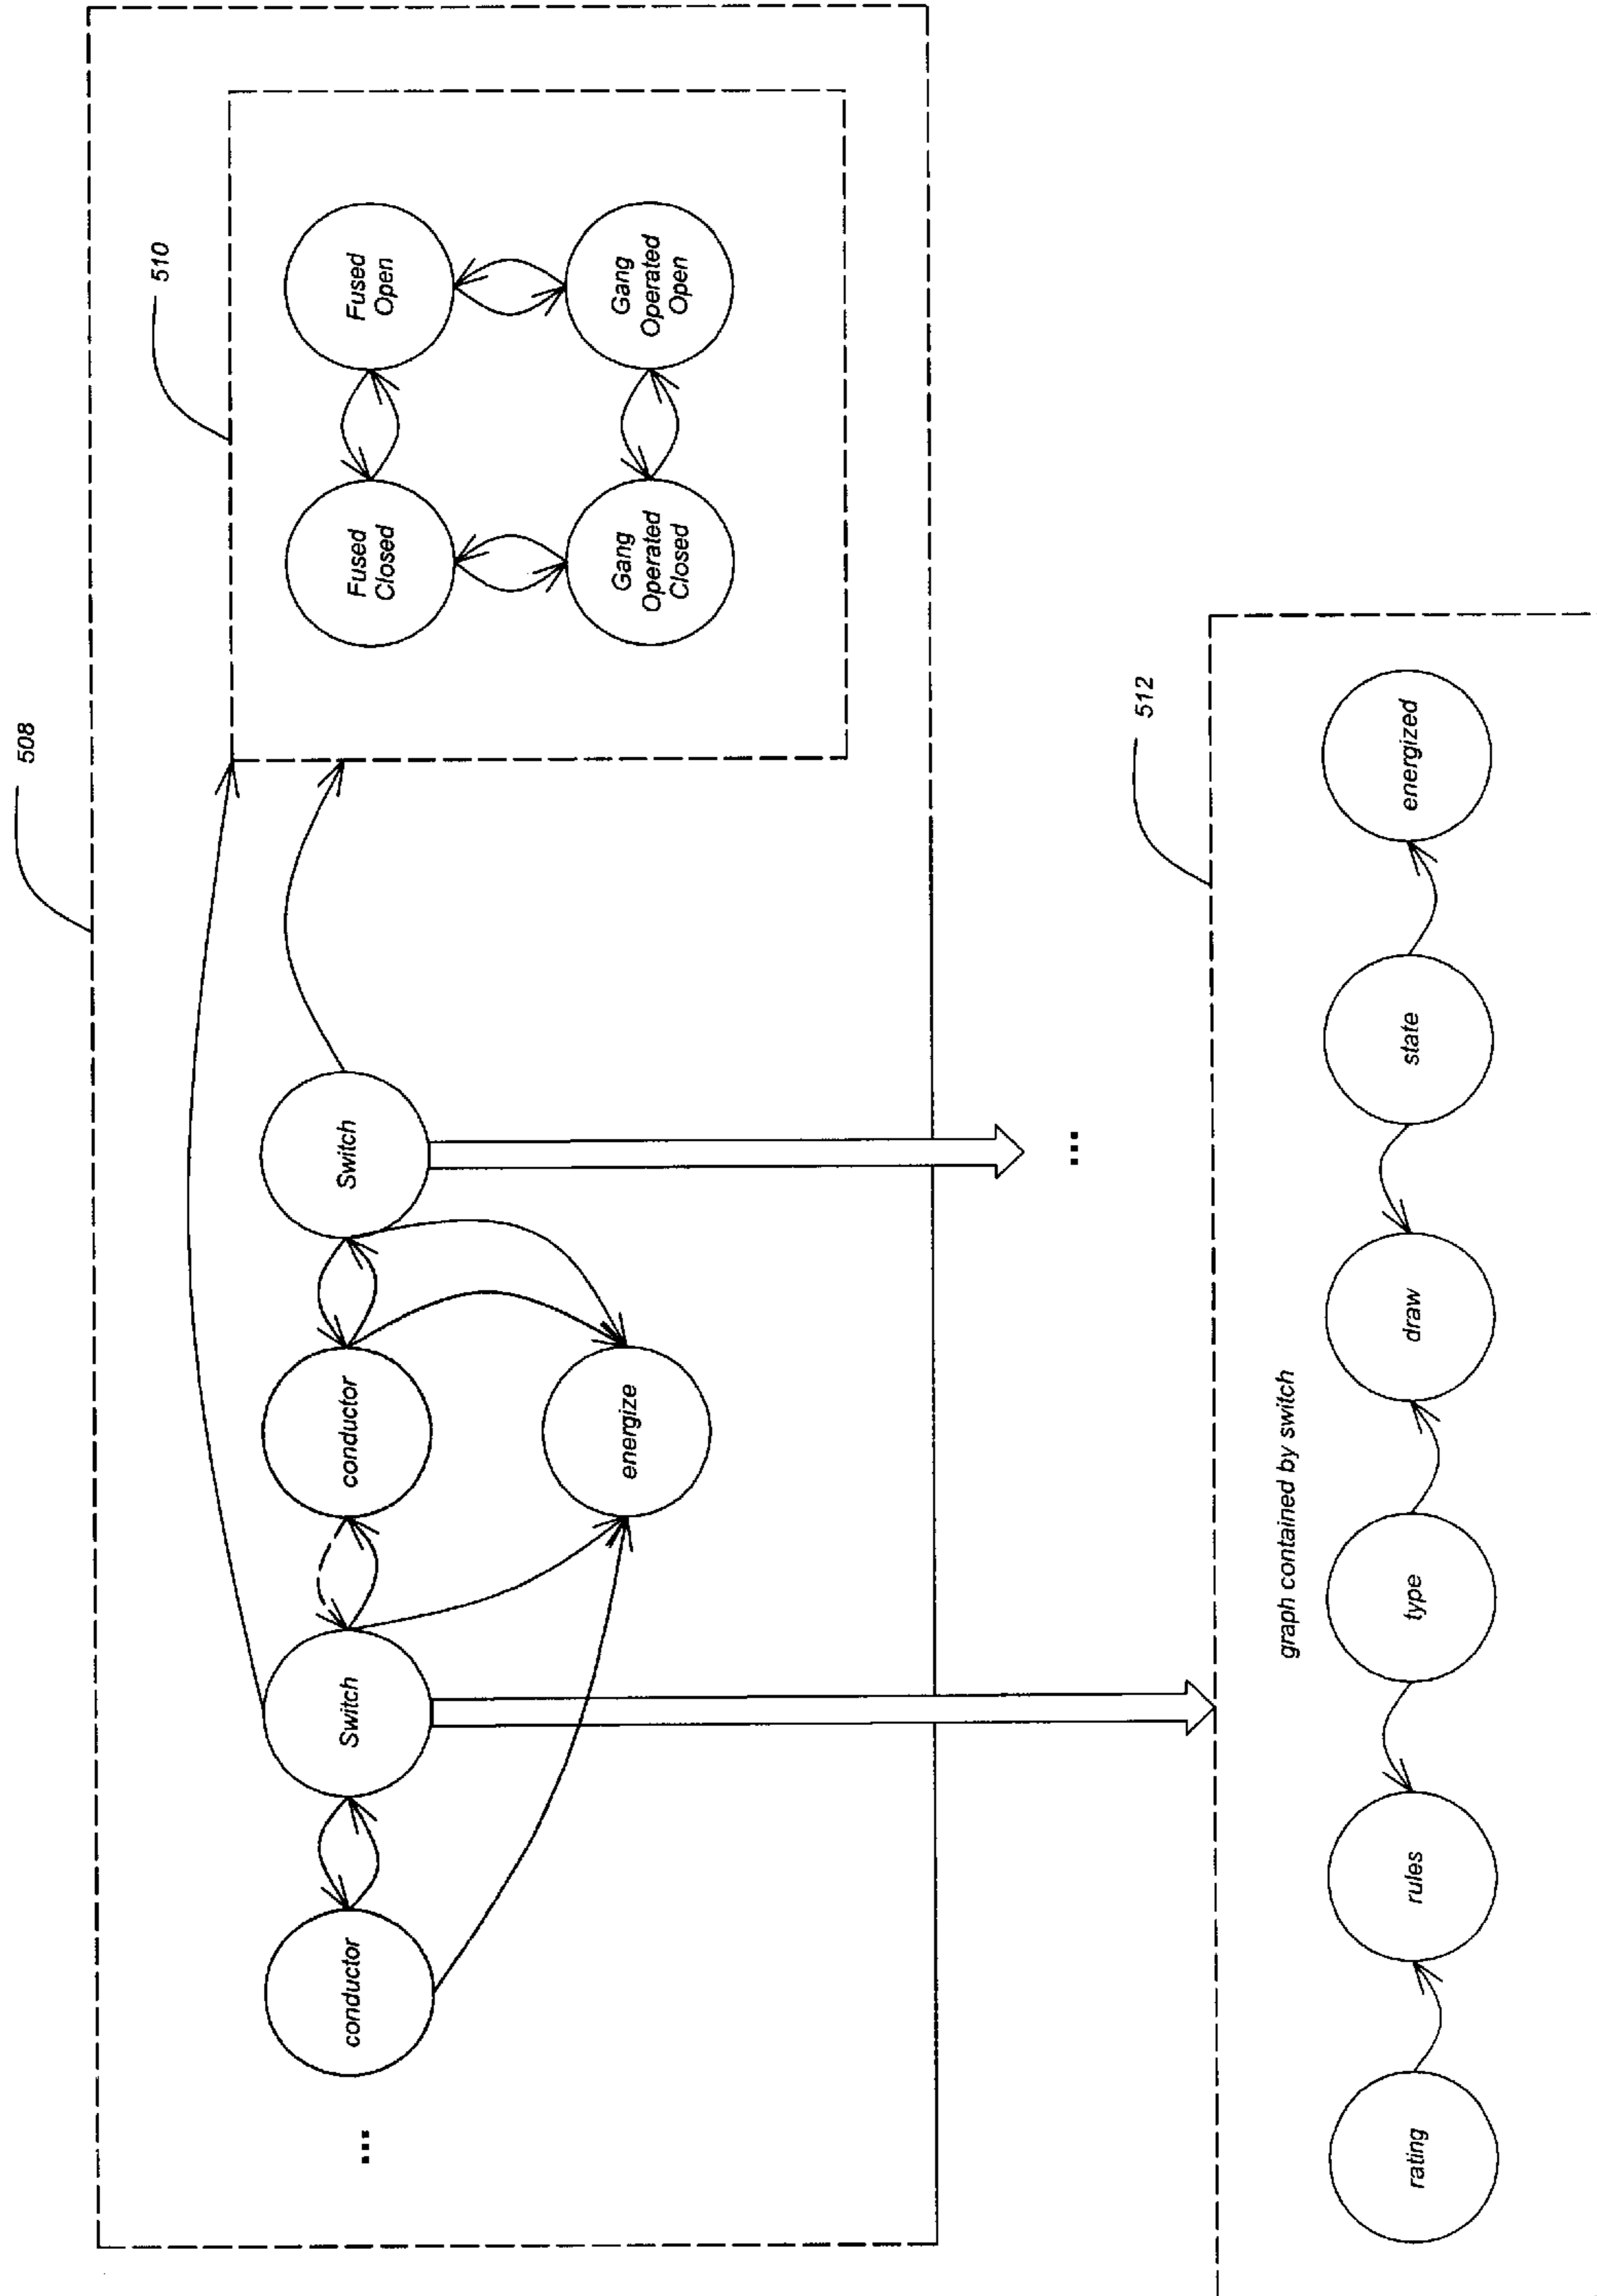 508
510
Fused
Closed
Fused
Open
Gang
Operated
Closed
Gang
Operated
Open
...
conductor
Switch
conductor
Switch
energize
...
512
graph contained by switch
rating
rules
type
draw
state
energized